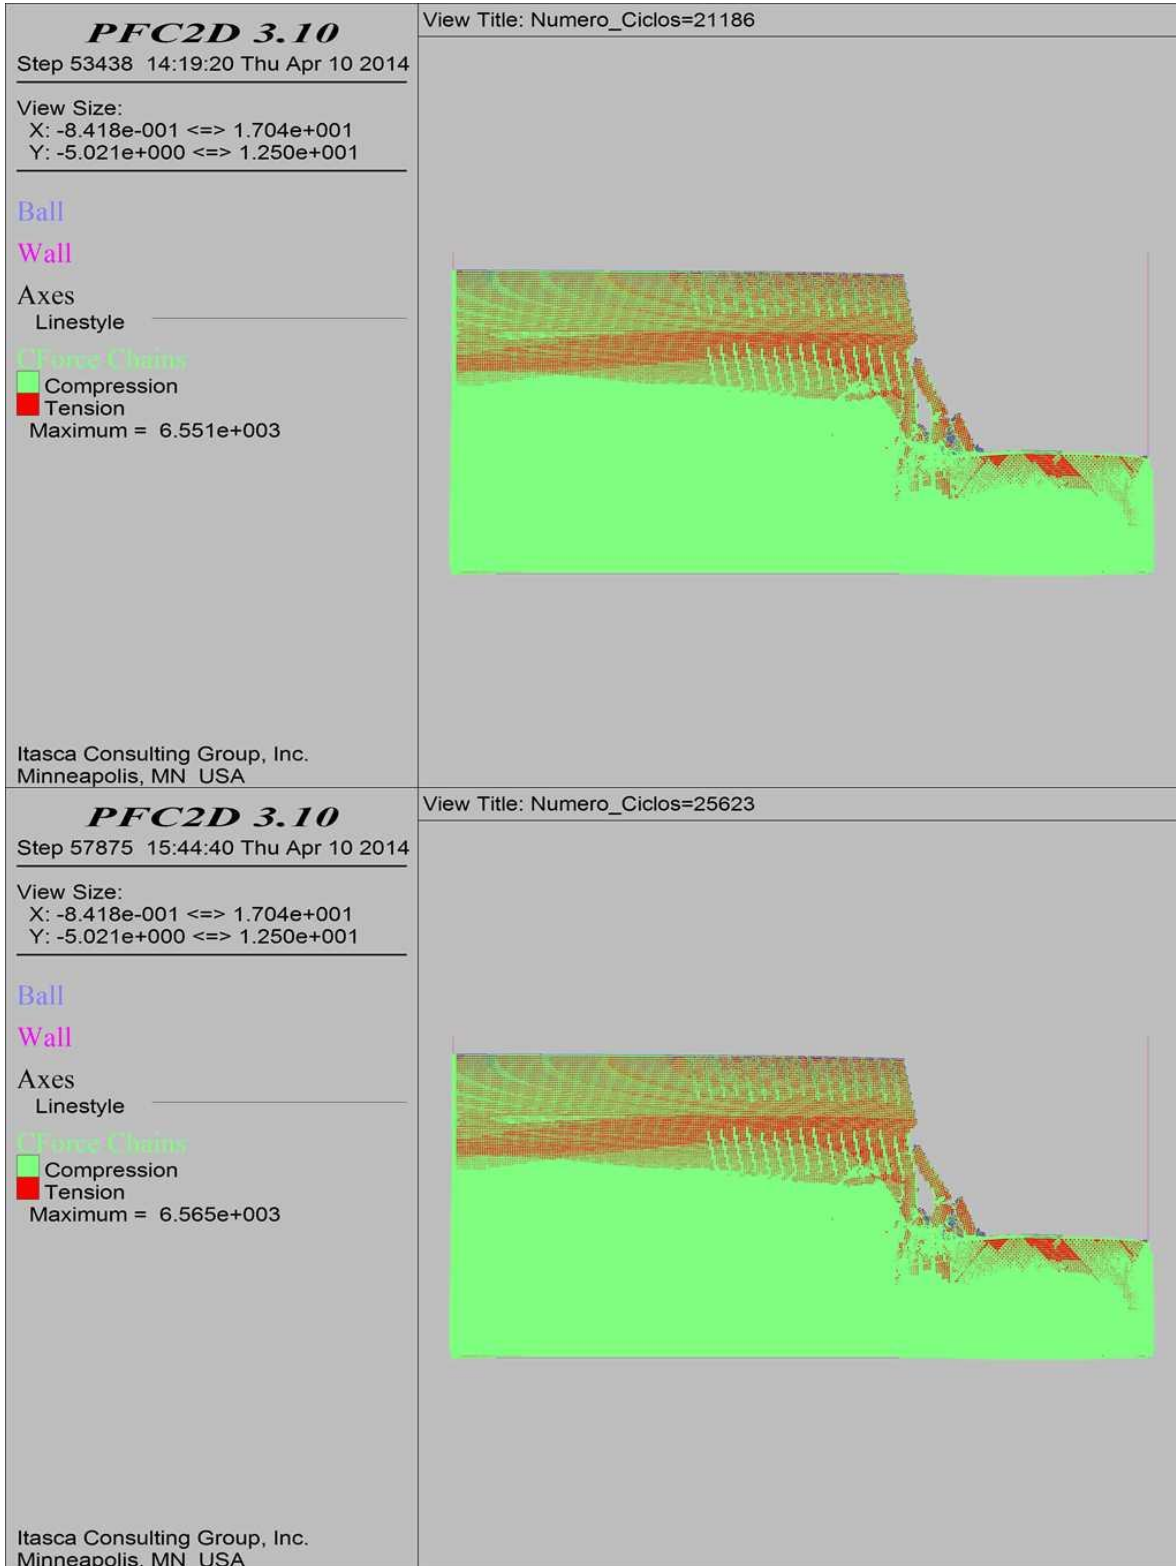 PFC2D 3.10
Step 53438 14:19:20 Thu Apr 10 2014
View Size:
X: -8.418e-001 <=> 1.704e+001
Y: -5.021e+000 <=> 1.250e+001
Ball
Wall
Axes
Linestyle
CForce Chains
Compression
Tension
Maximum = 6.551e+003
Itasca Consulting Group, Inc.
Minneapolis, MN USA
View Title: Numero_Ciclos=21186
PFC2D 3.10
Step 57875 15:44:40 Thu Apr 10 2014
View Size:
X: -8.418e-001 <=> 1.704e+001
Y: -5.021e+000 <=> 1.250e+001
Ball
Wall
Axes
Linestyle
CForce Chains
Compression
Tension
Maximum = 6.565e+003
Itasca Consulting Group, Inc.
Minneapolis, MN USA
View Title: Numero_Ciclos=25623